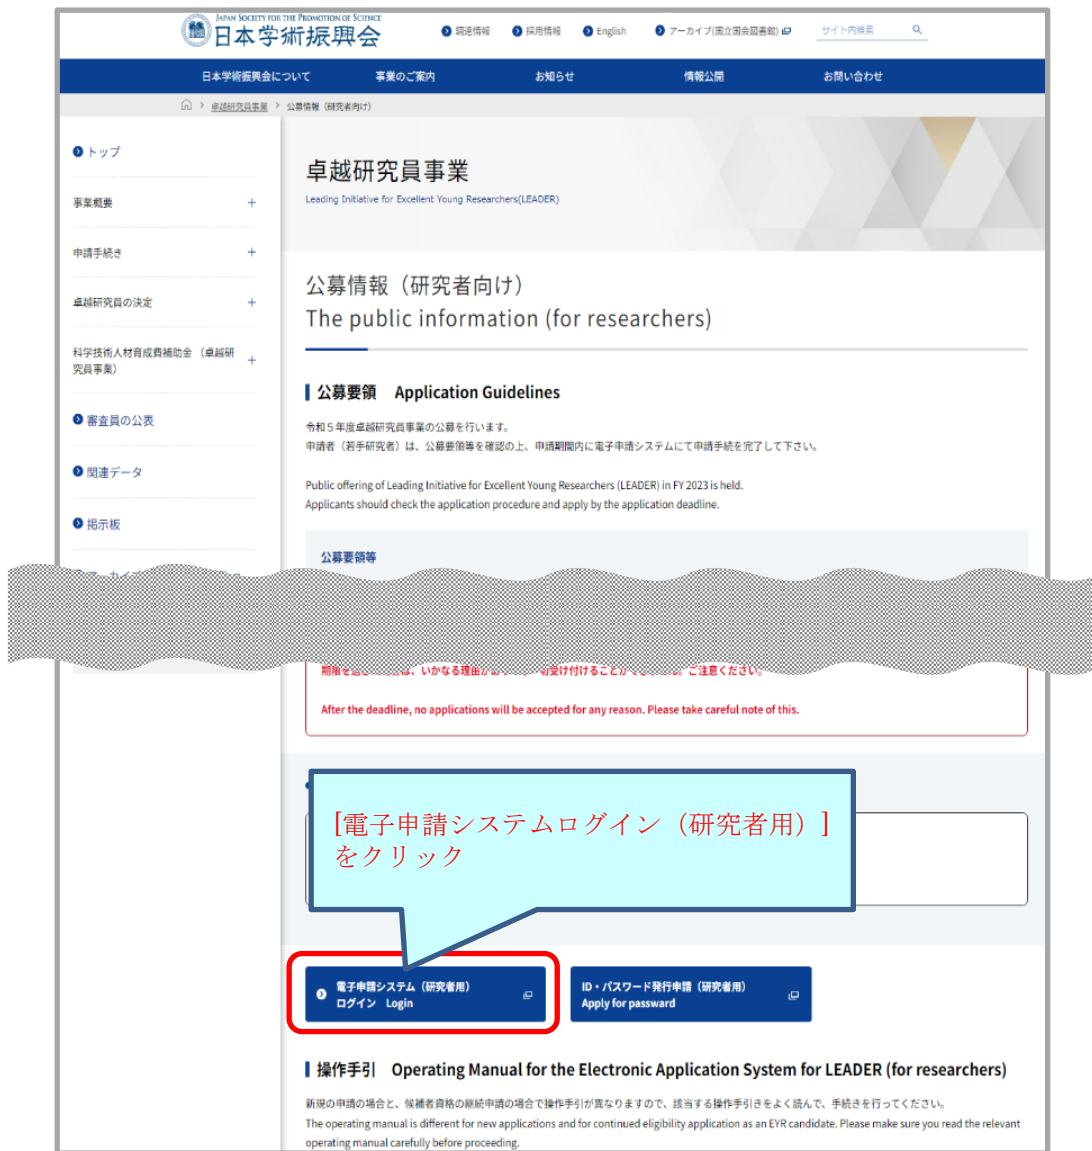 JAPAN SOCIETY FOR THE PROMOTION OF SCIENCE
日本学術振興会
調達情報
採用情報
English
アーカイブ(国立国会図書館)
サイト内検索
日本学術振興会について
事業のご案内
お知らせ
情報公開
お問い合わせ
卓越研究員事業
公募情報（研究者向け）
トップ
事業概要
申請手続き
卓越研究員の決定
科学技術人材育成費補助金 （卓越研
究員事業）
審査員の公表
関連データ
掲示板
卓越研究員事業
Leading Initiative for Excellent Young Researchers(LEADER)
公募情報（研究者向け）
The public information (for researchers)
公募要領　Application Guidelines
令和５年度卓越研究員事業の公募を行います。
申請者（若手研究者）は、公募要領等を確認の上、申請期間内に電子申請システムにて申請手続を完了して下さい。
Public offering of Leading Initiative for Excellent Young Researchers (LEADER) in FY 2023 is held.
Applicants should check the application procedure and apply by the application deadline.
公募要領等
いかなる理由が
ご注意ください。
After the deadline, no applications will be accepted for any reason. Please take careful note of this.
[電子申請システムログイン（研究者用）]
をクリック
電子申請システム（研究者用）
ログイン　Login
ID・パスワード発行申請（研究者用）
Apply for passward
操作手引　Operating Manual for the Electronic Application System for LEADER (for researchers)
新規の申請の場合と、候補者資格の継続申請の場合で操作手引が異なりますので、該当する操作手引きをよく読んで、手続きを行ってください。
The operating manual is different for new applications and for continued eligibility application as an EYR candidate. Please make sure you read the relevant
operating manual carefully before proceeding.